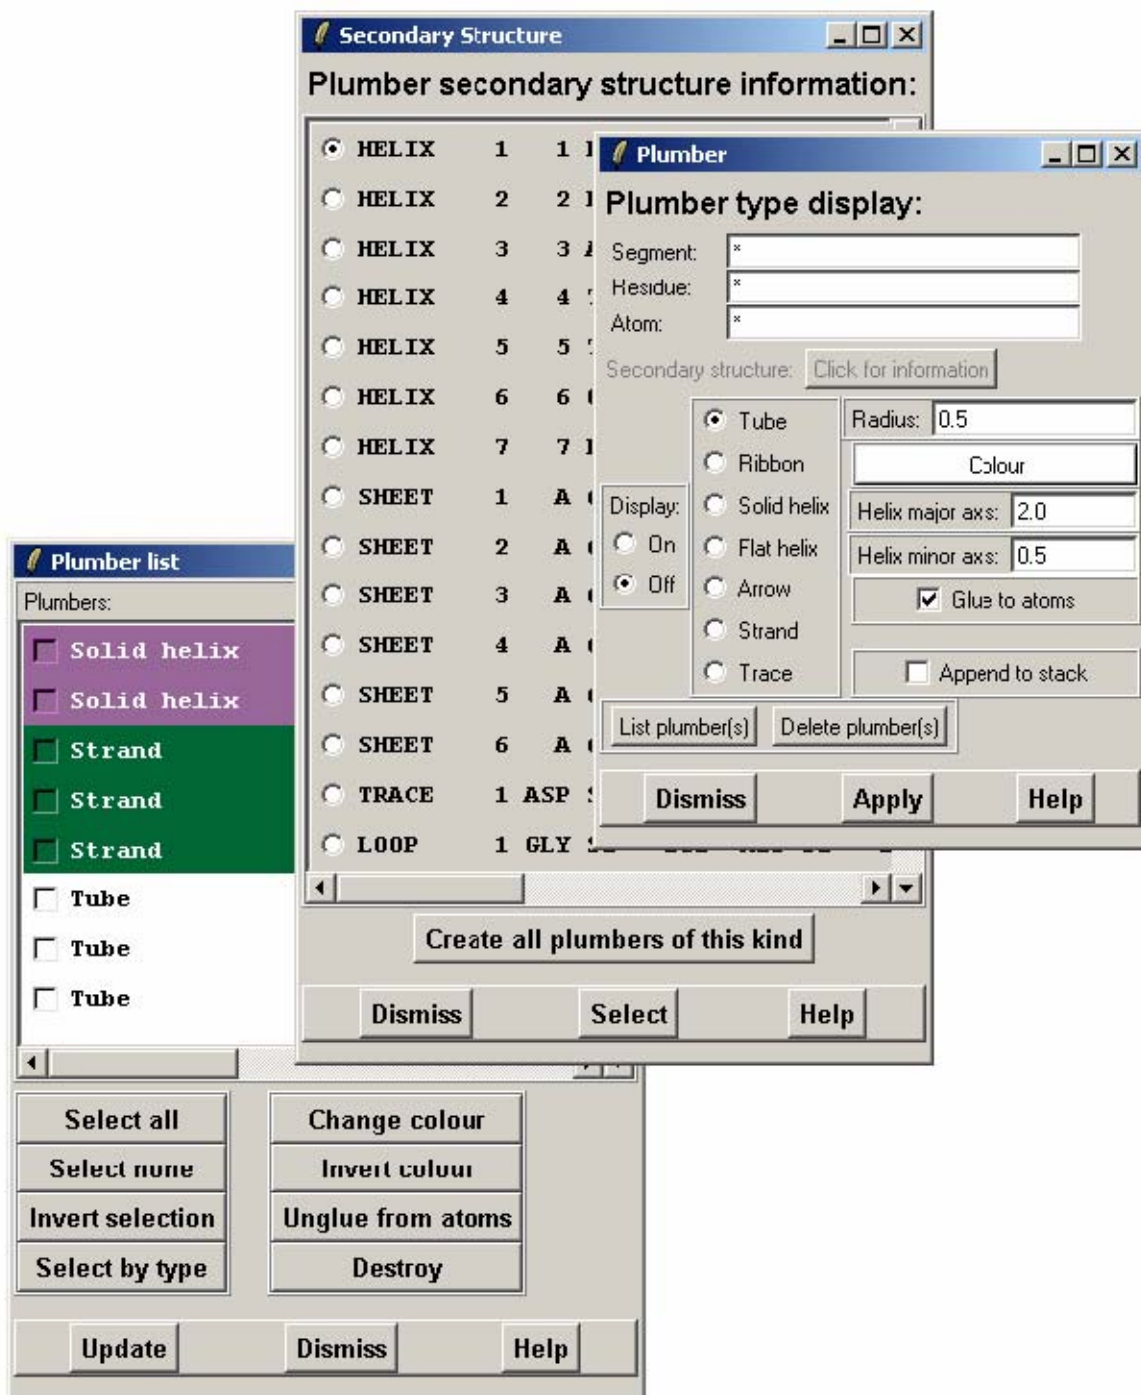 Secondary Structure
Plumber secondary structure information:
HELIX 1 1
HELIX 2 2
HELIX 3 3
HELIX 4 4
HELIX 5 5
HELIX 6 6
HELIX 7 7
SHEET 1 A
SHEET 2 A
SHEET 3 A
SHEET 4 A
SHEET 5 A
SHEET 6 A
TRACE 1 ASP
LOOP 1 GLY
Create all plumbers of this kind
Dismiss Select Help
Plumber
Plumber type display:
Segment: *
Residue: *
Atom: *
Secondary structure: Click for information
Display:
On
Off
Tube
Ribbon
Solid helix
Flat helix
Arrow
Strand
Trace
Radius: 0.5
Colour
Helix major axs: 2.0
Helix minor axs: 0.5
Glue to atoms
Append to stack
List plumber(s) Delete plumber(s)
Dismiss Apply Help
Plumber list
Plumbers:
Solid helix
Solid helix
Strand
Strand
Strand
Tube
Tube
Tube
Select all
Select none
Invert selection
Select by type
Change colour
Invert colour
Unglue from atoms
Destroy
Update Dismiss Help